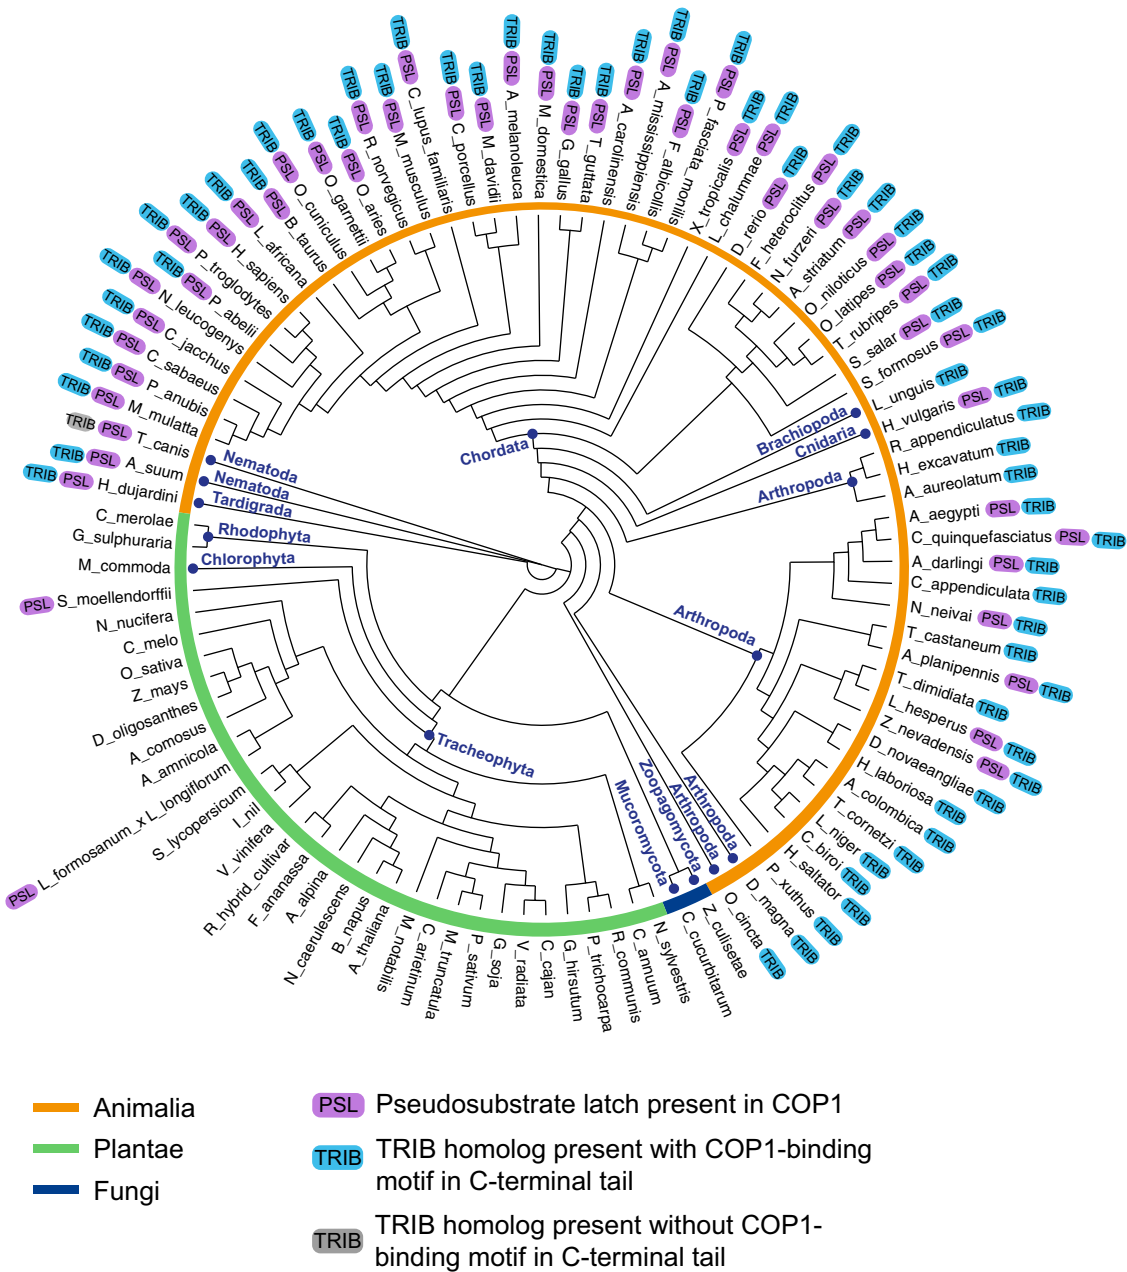 TRIB PSL H_dujardini
TRIB PSL A_suum
TRIB PSL T_canis
TRIB PSL M_mulatta
TRIB PSL P_anubis
TRIB PSL C_sabaeus
TRIB PSL C_jacchus
TRIB PSL N_leucogenys
TRIB PSL P_abelii
TRIB PSL P_troglodytes
TRIB PSL H_sapiens
TRIB PSL L_africana
TRIB PSL B_taurus
TRIB PSL O_cuniculus
TRIB PSL O_garnettii
TRIB PSL O_aries
TRIB PSL R_norvegicus
TRIB PSL M_musculus
TRIB PSL C_lupus_familiaris
TRIB PSL C_porcellus
TRIB PSL M_davidii
TRIB PSL A_melanoleuca
TRIB PSL M_domestica
TRIB PSL G_gallus
TRIB PSL T_guttata
TRIB PSL A_carolinensis
TRIB PSL A_mississippiensis
TRIB PSL F_albicollis
TRIB PSL P_fasciata_monilis
X_tropicalis PSL TRIB
L_chalumnae PSL TRIB
D_rerio PSL TRIB
F_heteroclitus PSL TRIB
N_furzeri PSL TRIB
A_striatum PSL TRIB
O_niloticus PSL TRIB
O_latipes PSL TRIB
T_rubripes PSL TRIB
S_salar PSL TRIB
S_formosus PSL TRIB
L_unguis TRIB
H_vulgaris PSL TRIB
R_appendiculatus TRIB
H_excavatum TRIB
A_aureolatum TRIB
A_aegypti PSL TRIB
C_quinquefasciatus PSL TRIB
A_darlingi PSL TRIB
C_appendiculata TRIB
N_neivai PSL TRIB
T_castaneum TRIB
A_planipennis PSL TRIB
T_dimidiata TRIB
L_hesperus PSL TRIB
Z_nevadensis PSL TRIB
D_novaeangliae TRIB
H_laboriosa TRIB
A_colombica TRIB
T_cornetzi TRIB
L_niger TRIB
C_biroi TRIB
H_saltator TRIB
P_xuthus TRIB
D_magna TRIB
O_cincta TRIB
Z_culisetae
C_cucurbitarum
N_sylvestris
C_annuum
R_communis
P_trichocarpa
G_hirsutum
C_cajan
V_radiata
G_soja
P_sativum
M_truncatula
C_arietinum
M_notabilis
A_thaliana
B_napus
N_caerulescens
A_alpina
F_ananassa
R_hybrid_cultivar
V_vinifera
I_nil
S_lycopersicum
PSL L_formosanum_x L_longiflorum
A_amnicola
A_comosus
D_oligosanthes
Z_mays
O_sativa
C_melo
N_nucifera
PSL S_moellendorffii
M_commoda
G_sulphuraria
C_merolae
Chordata
Brachiopoda
Cnidaria
Arthropoda
Arthropoda
Arthropoda
Arthropoda
Zoopagomycota
Mucoromycota
Tracheophyta
Chlorophyta
Rhodophyta
Tardigrada
Nematoda
Nematoda
Animalia
Plantae
Fungi
PSL Pseudosubstrate latch present in COP1
TRIB TRIB homolog present with COP1-binding
motif in C-terminal tail
TRIB TRIB homolog present without COP1-
binding motif in C-terminal tail